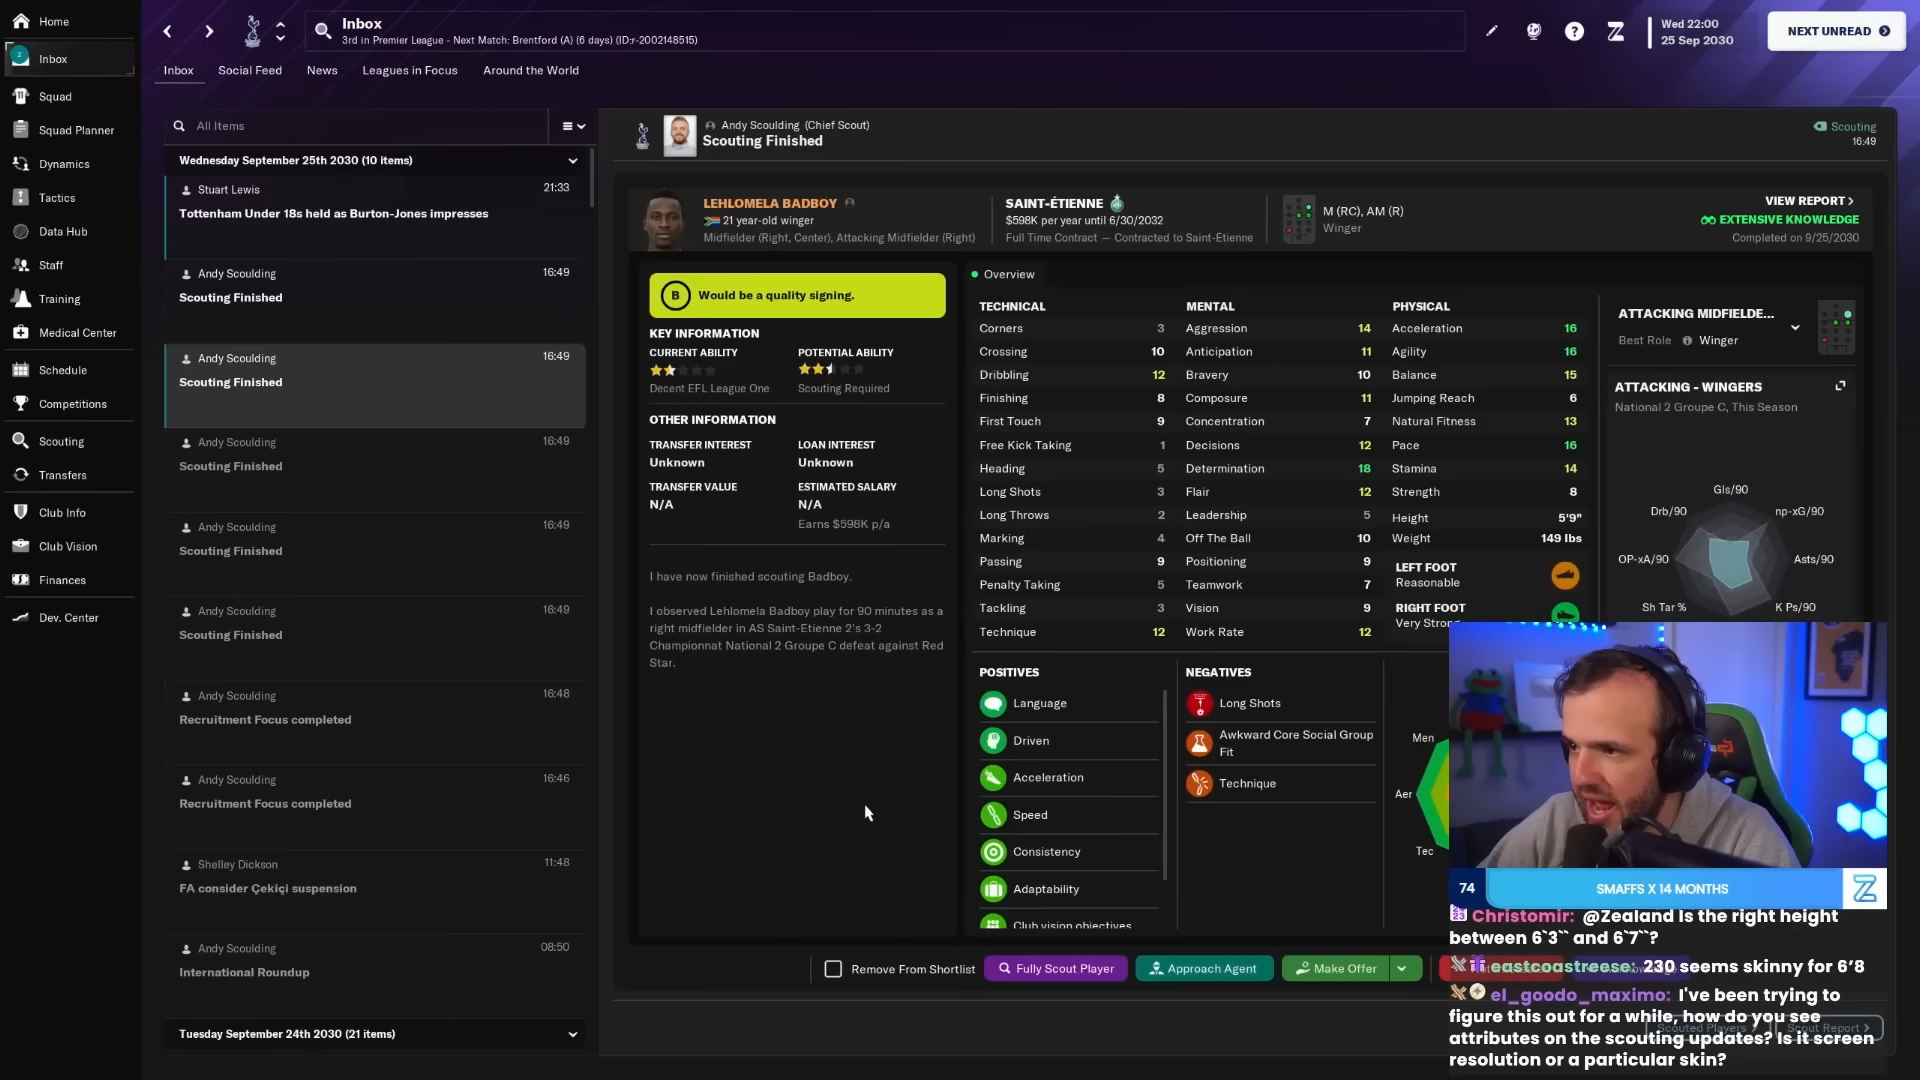 Home
2
Inbox
Squad
Squad Planner
Dynamics
Tactics
Data Hub
Staff
Training
Medical Center
Schedule
Competitions
Scouting
Transfers
Club Info
Club Vision
Finances
Dev. Center
Inbox
3rd in Premier League - Next Match: Brentford (A) (6 days) (ID:r-2002148515)
Wed 22:00
25 Sep 2030
NEXT UNREAD
Inbox
Social Feed
News
Leagues in Focus
Around the World
All Items
Wednesday September 25th 2030 (10 items)
Stuart Lewis 21:33
Tottenham Under 18s held as Burton-Jones impresses
Andy Scoulding 16:49
Scouting Finished
Andy Scoulding 16:49
Scouting Finished
Andy Scoulding 16:49
Scouting Finished
Andy Scoulding 16:49
Scouting Finished
Andy Scoulding 16:49
Scouting Finished
Andy Scoulding 16:48
Recruitment Focus completed
Andy Scoulding 16:46
Recruitment Focus completed
Shelley Dickson 11:48
FA consider Çekiçi suspension
Andy Scoulding 08:50
International Roundup
Tuesday September 24th 2030 (21 items)
Andy Scoulding (Chief Scout)
Scouting Finished
Scouting
16:49
LEHLOMELA BADBOY
21 year-old winger
Midfielder (Right, Center), Attacking Midfielder (Right)
SAINT-ÉTIENNE
$598K per year until 6/30/2032
Full Time Contract — Contracted to Saint-Étienne
M (RC), AM (R)
Winger
VIEW REPORT >
EXTENSIVE KNOWLEDGE
Completed on 9/25/2030
B Would be a quality signing.
KEY INFORMATION
CURRENT ABILITY
Decent EFL League One
POTENTIAL ABILITY
Scouting Required
OTHER INFORMATION
TRANSFER INTEREST
Unknown
LOAN INTEREST
Unknown
TRANSFER VALUE
N/A
ESTIMATED SALARY
N/A
Earns $598K p/a
I have now finished scouting Badboy.
I observed Lehlomela Badboy play for 90 minutes as a
right midfielder in AS Saint-Etienne 2's 3-2
Championnat National 2 Groupe C defeat against Red
Star.
Overview
TECHNICAL
Corners 3
Crossing 10
Dribbling 12
Finishing 8
First Touch 9
Free Kick Taking 1
Heading 5
Long Shots 3
Long Throws 2
Marking 4
Passing 9
Penalty Taking 5
Tackling 3
Technique 12
MENTAL
Aggression 14
Anticipation 11
Bravery 10
Composure 11
Concentration 7
Decisions 12
Determination 18
Flair 12
Leadership 5
Off The Ball 10
Positioning 9
Teamwork 7
Vision 9
Work Rate 12
PHYSICAL
Acceleration 16
Agility 16
Balance 15
Jumping Reach 6
Natural Fitness 13
Pace 16
Stamina 14
Strength 8
Height 5'9"
Weight 149 lbs
LEFT FOOT
Reasonable
RIGHT FOOT
Very Strong
ATTACKING MIDFIELDE...
Best Role Winger
ATTACKING - WINGERS
National 2 Groupe C, This Season
Gls/90
np-xG/90
Asts/90
K Ps/90
Sh Tar %
OP-xA/90
Drb/90
POSITIVES
Language
Driven
Acceleration
Speed
Consistency
Adaptability
Club vision objectives
NEGATIVES
Long Shots
Awkward Core Social Group
Fit
Technique
Men
Aer
Tec
Remove From Shortlist
Fully Scout Player
Approach Agent
Make Offer
74 SMAFFS X 14 MONTHS Z
Christomir: @Zealand Is the right height
between 6`3`` and 6`7``?
eastcoastreese: 230 seems skinny for 6'8
el_goodo_maximo: I've been trying to
figure this out for a while, how do you see
attributes on the scouting updates? Is it screen
resolution or a particular skin?
Scouted Players >
Scout Report >